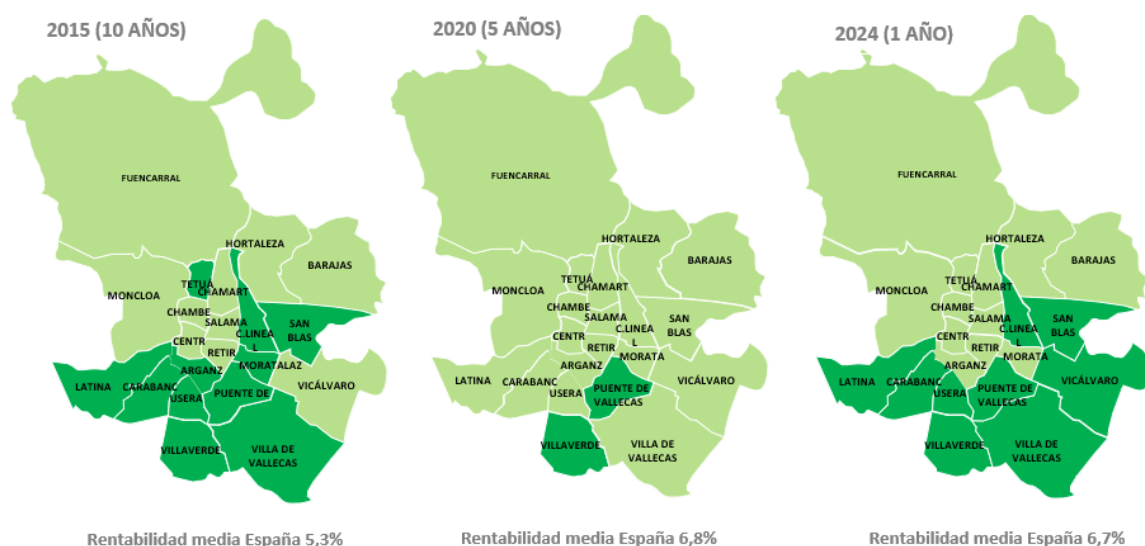 2015 (10 AÑOS)
FUENCARRAL
HORTALEZA
BARAJAS
TETUÁ
CHAMART
MONCLOA
CHAMBE
SALAMA
SAN
BLAS
C.LINEA
L
CENTR
RETIR
MORATALAZ
ARGANZ
LATINA
CARABANC
USERA
PUENTE DE
VICÁLVARO
VILLAVERDE
VILLA DE
VALLECAS
Rentabilidad media España 5,3%
2020 (5 AÑOS)
FUENCARRAL
HORTALEZA
BARAJAS
TETUÁ
CHAMART
MONCLOA
CHAMBE
SALAMA
SAN
BLAS
C.LINEA
L
CENTR
RETIR
MORATA
ARGANZ
LATINA
CARABANC
USERA
PUENTE DE
VALLECAS
VICÁLVARO
VILLAVERDE
VILLA DE
VALLECAS
Rentabilidad media España 6,8%
2024 (1 AÑO)
FUENCARRAL
HORTALEZA
BARAJAS
TETUÁ
CHAMART
MONCLOA
CHAMBE
SALAMA
SAN
BLAS
C.LINEA
L
CENTR
RETIR
MORATA
ARGANZ
LATINA
CARABANC
USERA
PUENTE DE
VALLECAS
VICÁLVARO
VILLAVERDE
VILLA DE
VALLECAS
Rentabilidad media España 6,7%